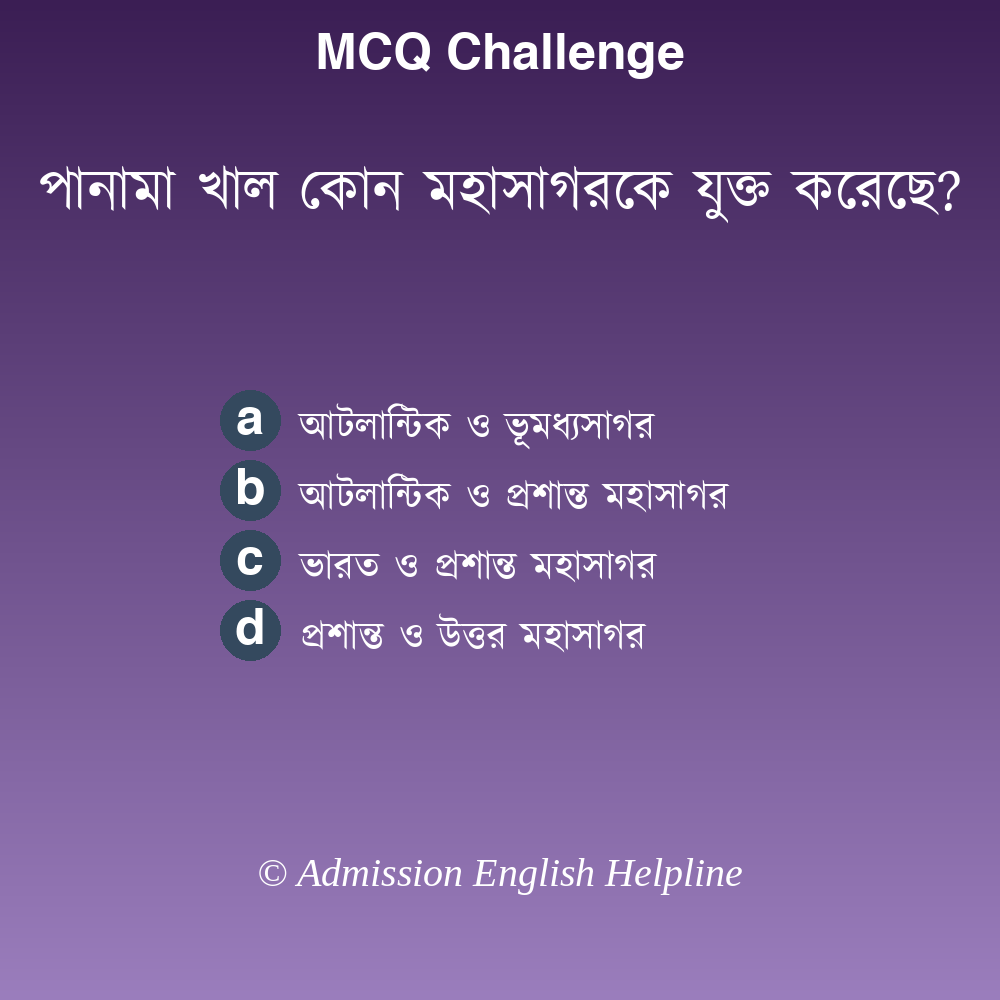 MCQ Challenge
পানামা খাল কোন মহাসাগরকে যুক্ত করেছে?
a আটলান্টিক ও ভূমধ্যসাগর
b আটলান্টিক ও প্রশান্ত মহাসাগর
c ভারত ও প্রশান্ত মহাসাগর
d প্রশান্ত ও উত্তর মহাসাগর
© Admission English Helpline